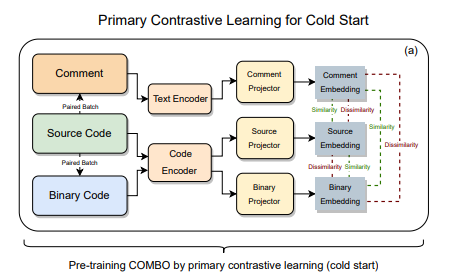 Primary Contrastive Learning for Cold Start
(a)
Comment
Paired Batch
Source Code
Paired Batch
Binary Code
Text Encoder
Code
Encoder
Comment
Projector
Source
Projector
Binary
Projector
Comment
Embedding
Similarity Dissimilarity
Source
Embedding
Dissimilarity Similarity
Binary
Embedding
Similarity
Dissimilarity
Pre-training COMBO by primary contrastive learning (cold start)